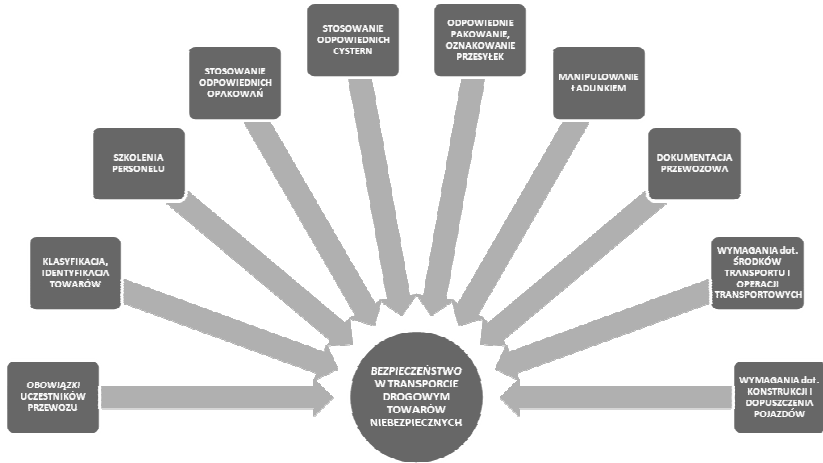 STOSOWANIE
ODPOWIEDNICH
CYSTERN
ODPOWIEDNIE
PAKOWANIE,
OZNAKOWANIE
PRZESYŁEK
STOSOWANIE
ODPOWIEDNICH
OPAKOWAŃ
MANIPULOWANIE
ŁADUNKIEM
SZKOLENIA
PERSONELU
DOKUMENTACJA
PRZEWOZOWA
KLASYFIKACJA,
IDENTYFIKACJA
TOWARÓW
WYMAGANIA dot.
ŚRODKÓW
TRANSPORTU I
OPERACJI
TRANSPORTOWYCH
OBOWIĄZKI
UCZESTNIKÓW
PRZEWOZU
BEZPIECZEŃSTWO
W TRANSPORCIE
DROGOWYM
TOWARÓW
NIEBEZPIECZNYCH
WYMAGANIA dot.
KONSTRUKCJI I
DOPUSZCZENIA
POJAZDÓW